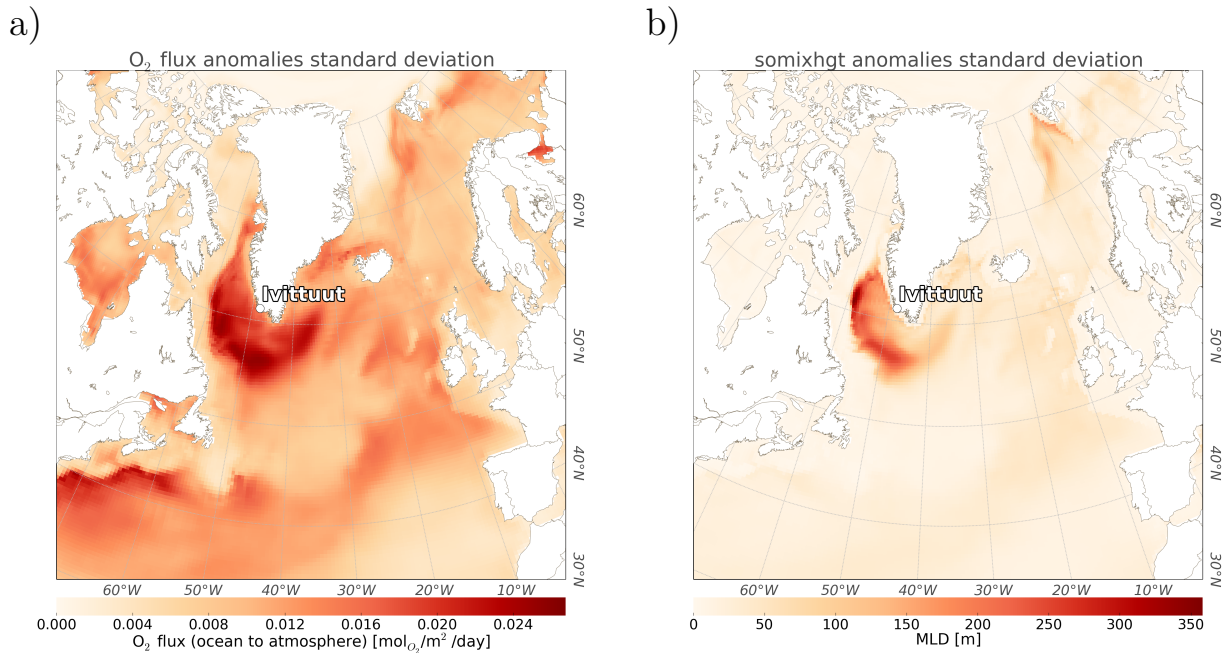 a)
O₂ flux anomalies standard deviation
Ivittuut
60°N
50°N
40°N
30°N
60°W 50°W 40°W 30°W 20°W 10°W
0.000 0.004 0.008 0.012 0.016 0.020 0.024
O₂ flux (ocean to atmosphere) [mol_{O₂}/m² /day]
b)
somixhgt anomalies standard deviation
Ivittuut
60°N
50°N
40°N
30°N
60°W 50°W 40°W 30°W 20°W 10°W
0 50 100 150 200 250 300 350
MLD [m]